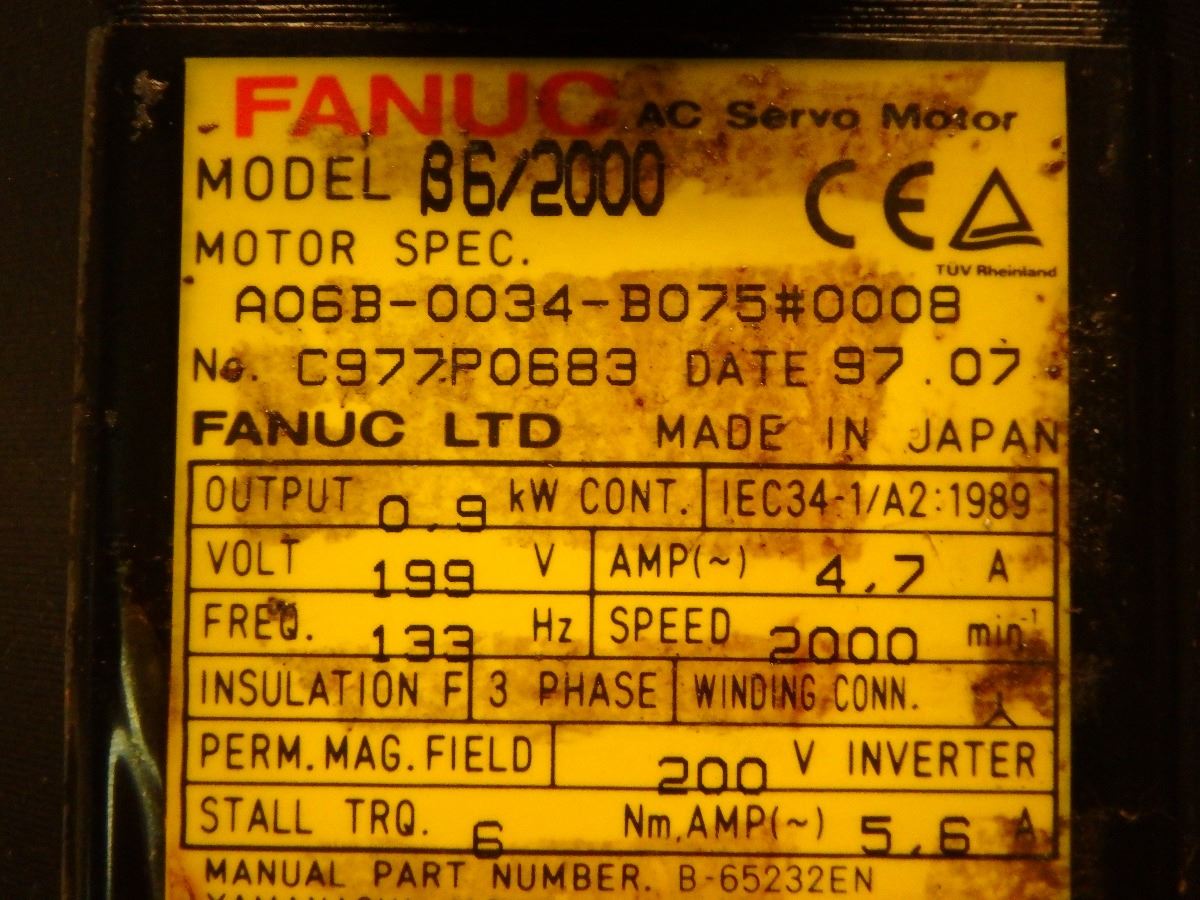 FANUC AC Servo Motor
MODEL β6/2000
CE
TÜV Rheinland
MOTOR SPEC.
A06B-0034-B075#0008
No. C977P0683 DATE 97.07
FANUC LTD MADE IN JAPAN
OUTPUT 0.9 kW CONT. IEC34-1/A2:1989
VOLT 199 V AMP(~) 4.7 A
FREQ. 133 Hz SPEED 2000 min-1
INSULATION F 3 PHASE WINDING CONN.
PERM.MAG.FIELD 200 V INVERTER
STALL TRQ. 6 Nm,AMP(~) 5.6 A
MANUAL PART NUMBER. B-65232EN